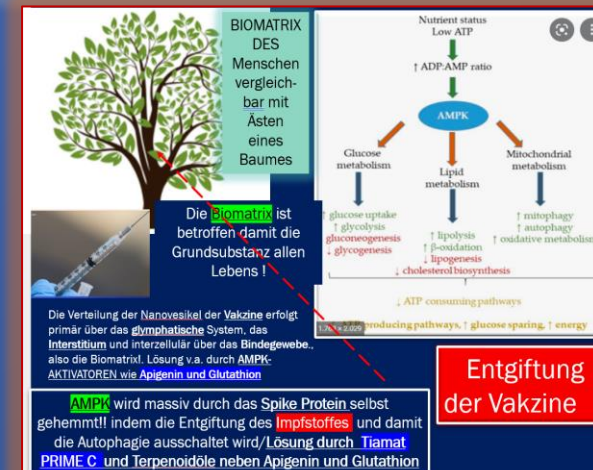 BIOMATRIX
DES
Menschen
vergleich-
bar mit
Ästen
eines
Baumes
Die Biomatrix ist
betroffen damit die
Grundsubstanz allen
Lebens !
Die Verteilung der Nanovesikel der Vakzine erfolgt
primär über das glymphatische System, das
Interstitium und interzellulär über das Bindegewebe.,
also die Biomatrix!. Lösung v.a. durch AMPK-
AKTIVATOREN wie Apigenin und Glutathion
AMPK wird massiv durch das Spike Protein selbst
gehemmt!! indem die Entgiftung des Impfstoffes und damit
die Autophagie ausschaltet wird/Lösung durch Tiamat
PRIME C und Terpenoidöle neben Apigenin und Glutathion
Nutrient status
Low ATP
↑ ADP:AMP ratio
AMPK
Glucose
metabolism
Lipid
metabolism
Mitochondrial
metabolism
↑ glucose uptake
↑ glycolysis
gluconeogenesis
↓ glycogenesis
↑ lipolysis
↑ β-oxidation
↓ lipogenesis
↓ cholesterol biosynthesis
↑ mitophagy
↑ autophagy
↑ oxidative metabolism
↓ ATP consuming pathways
producing pathways, ↑ glucose sparing, ↑ energy
Entgiftung
der Vakzine